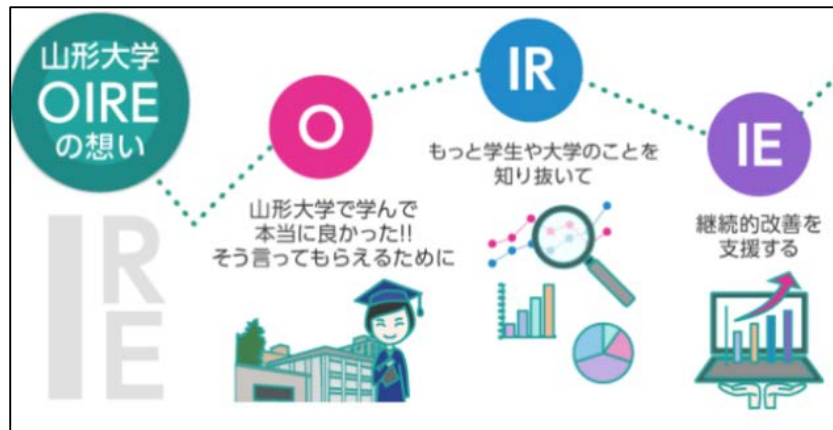 山形大学
OIRE
の想い
IRE
O
山形大学で学んで
本当に良かった!!
そう言ってもらえるために
IR
もっと学生や大学のことを
知り抜いて
IE
継続的改善を
支援する